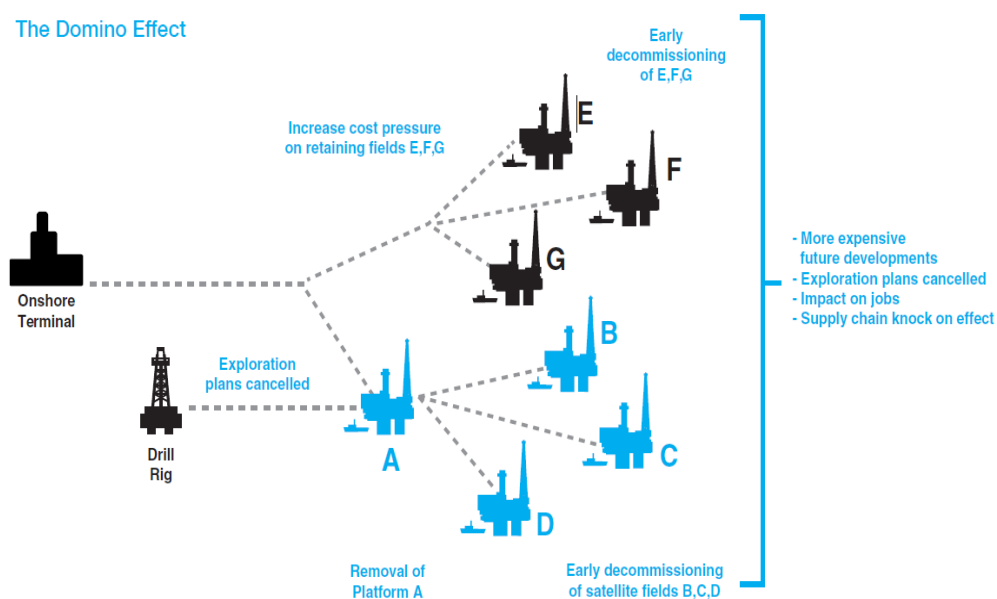 The Domino Effect
Early
decommissioning
of E,F,G
Increase cost pressure
on retaining fields E,F,G
E
F
G
Onshore
Terminal
- More expensive
future developments
- Exploration plans cancelled
- Impact on jobs
- Supply chain knock on effect
Exploration
plans cancelled
Drill
Rig
A
B
C
D
Removal of
Platform A
Early decommissioning
of satellite fields B,C,D